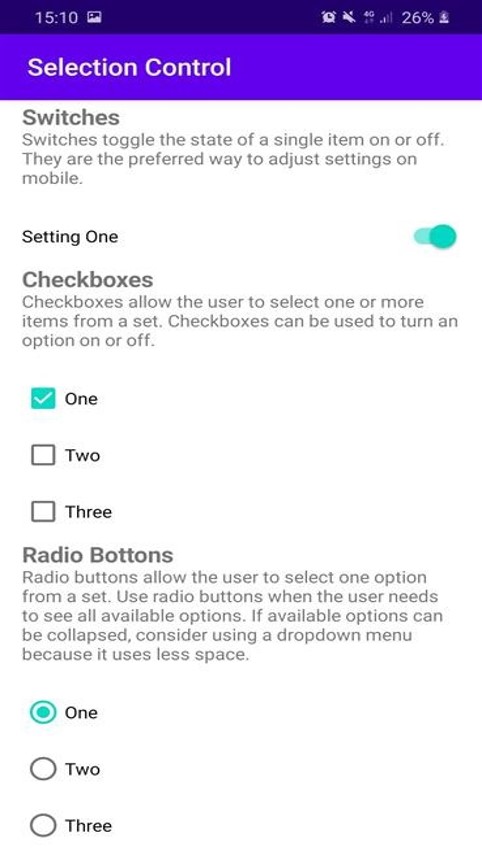 15:10
4G
26%
Selection Control
Switches
Switches toggle the state of a single item on or off.
They are the preferred way to adjust settings on
mobile.
Setting One
Checkboxes
Checkboxes allow the user to select one or more
items from a set. Checkboxes can be used to turn an
option on or off.
One
Two
Three
Radio Bottons
Radio buttons allow the user to select one option
from a set. Use radio buttons when the user needs
to see all available options. If available options can
be collapsed, consider using a dropdown menu
because it uses less space.
One
Two
Three